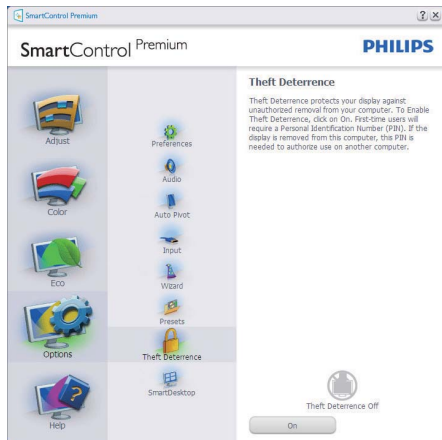 SmartControl Premium
? ×
SmartControl Premium
PHILIPS
Adjust
Color
Eco
Options
Help
Preferences
Audio
Auto Pivot
Input
Wizard
Presets
Theft Deterrence
SmartDesktop
Theft Deterrence
Theft Deterrence protects your display against
unauthorized removal from your computer. To Enable
Theft Deterrence, click on On. First-time users will
require a Personal Identification Number (PIN). If the
display is removed from this computer, this PIN is
needed to authorize use on another computer.
Theft Deterrence Off
On